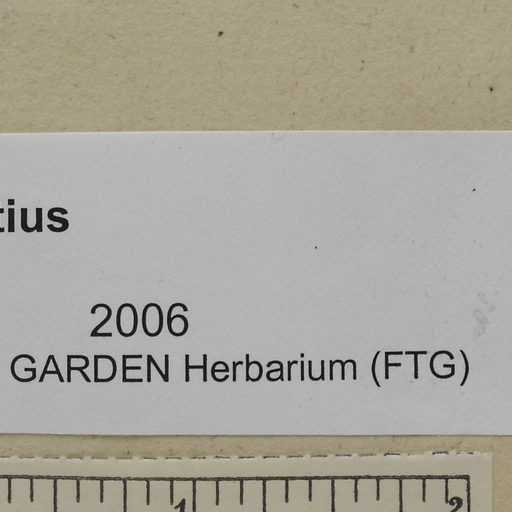 tius
2006
GARDEN Herbarium (FTG)
1 2